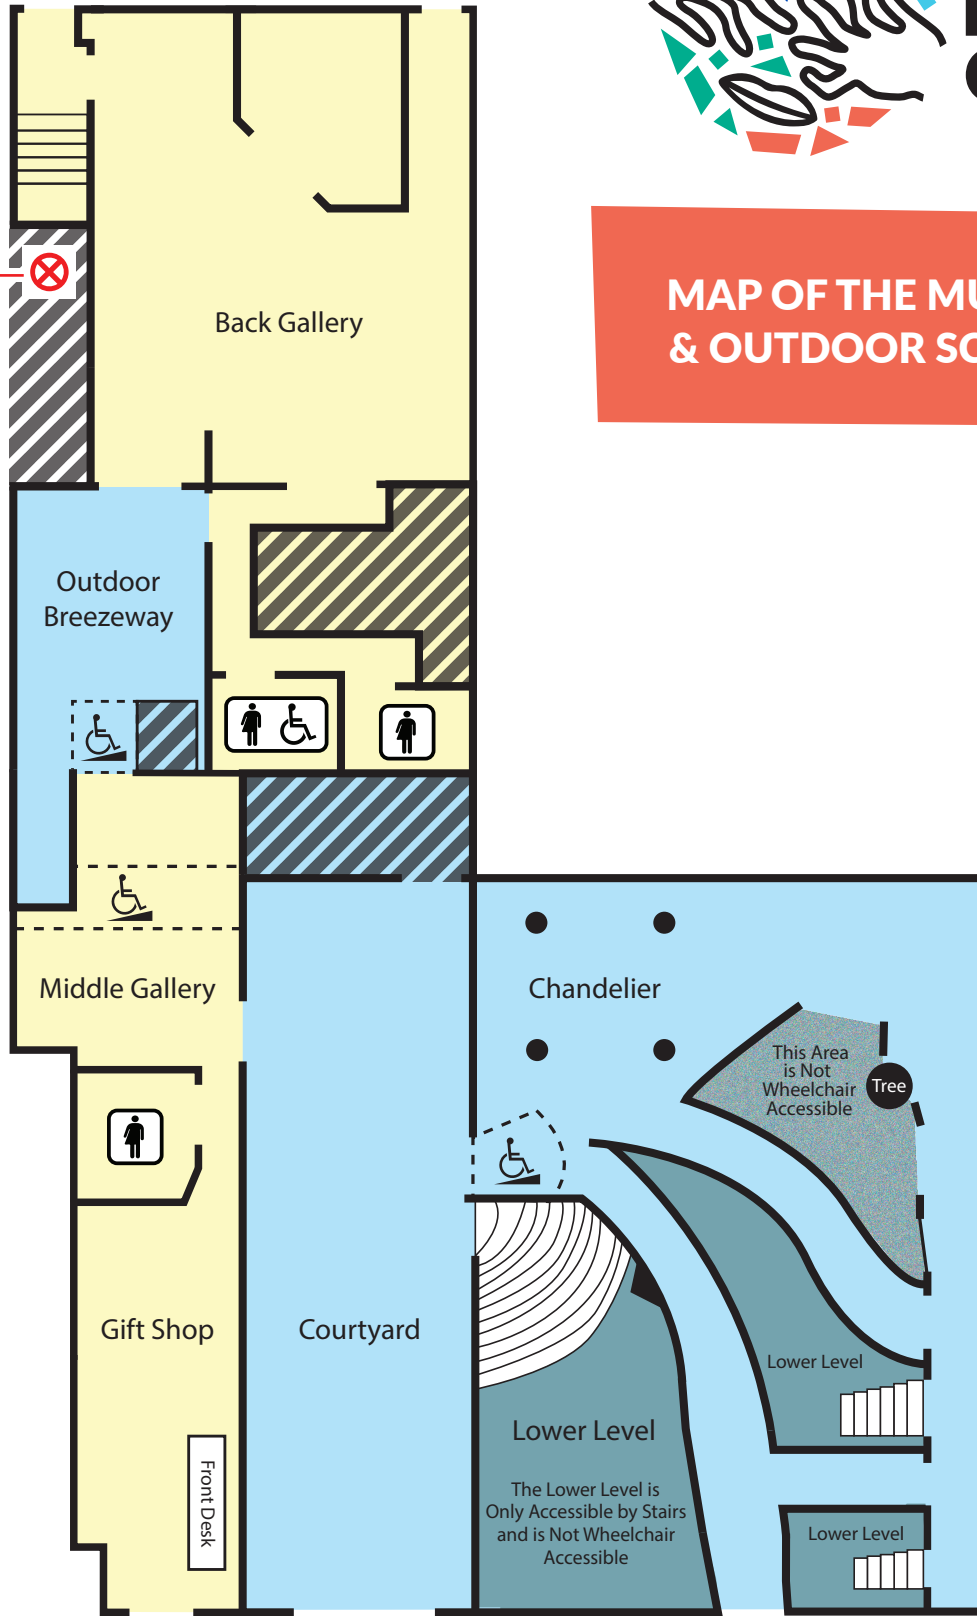 MAP OF THE
& OUTDOOR
Back Gallery
Outdoor
Breezeway
Middle Gallery
Chandelier
This Area
is Not
Wheelchair
Accessible
Tree
Gift Shop
Courtyard
Lower Level
Lower Level
The Lower Level is
Only Accessible by Stairs
and is Not Wheelchair
Accessible
Front Desk
Lower Level